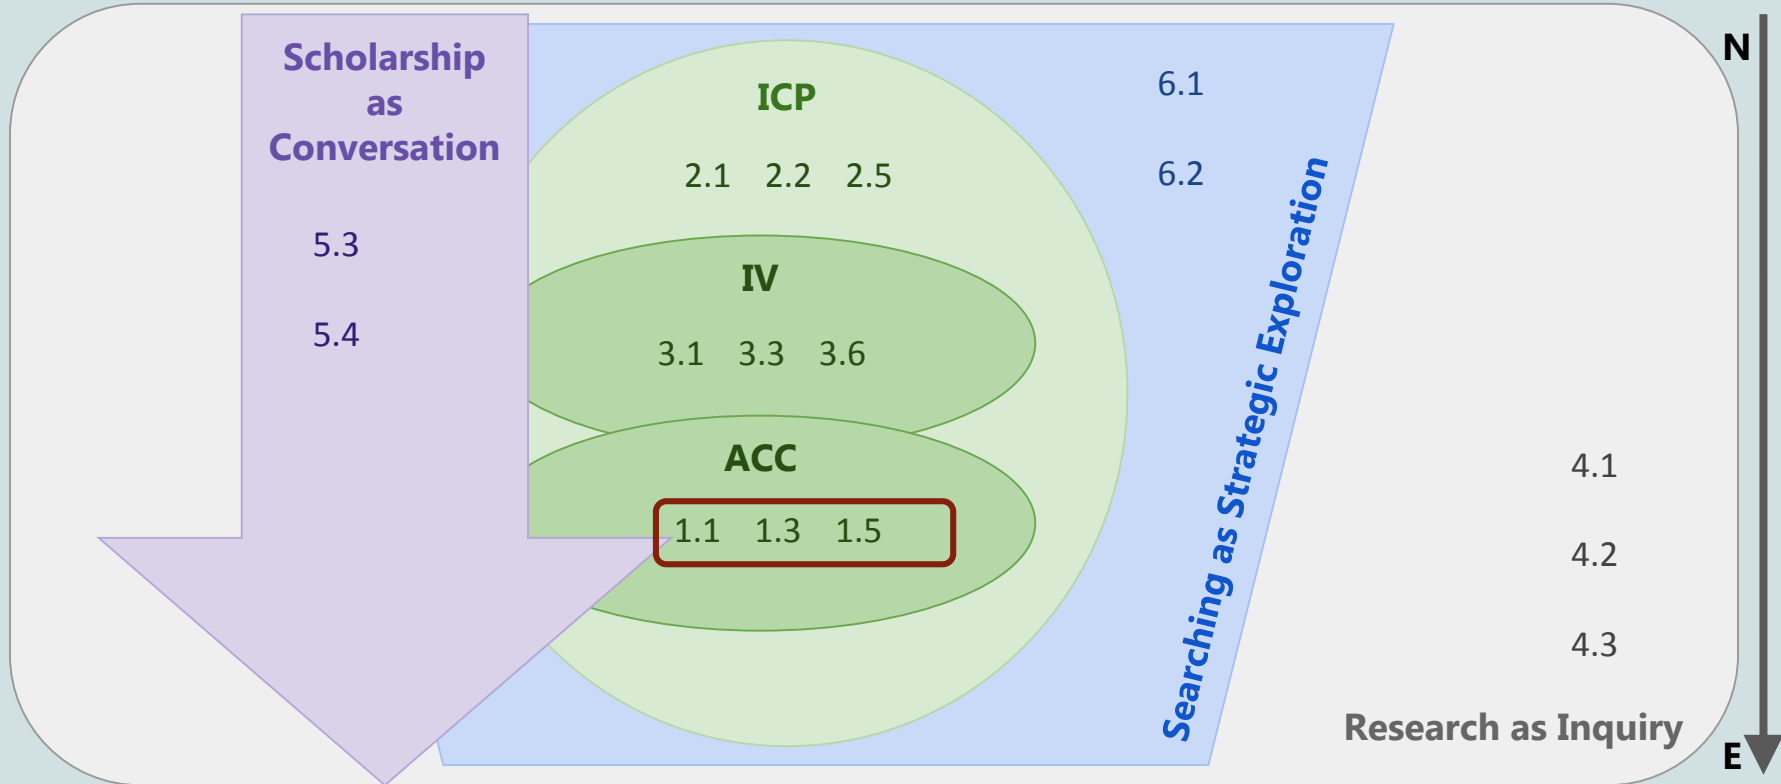 Scholarship
as
Conversation
5.3
5.4
ICP
2.1 2.2 2.5
IV
3.1 3.3 3.6
ACC
1.1 1.3 1.5
6.1
6.2
Searching as Strategic Exploration
4.1
4.2
4.3
Research as Inquiry
N
E